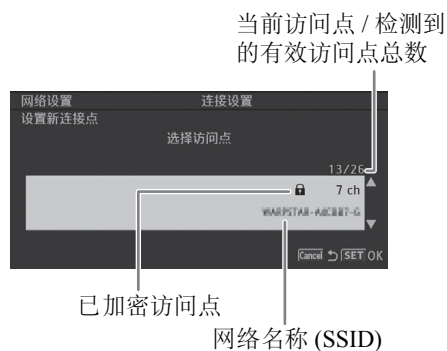 当前访问点 / 检测到
的有效访问点总数
网络设置 连接设置
设置新连接点
选择访问点
13/26
7 ch
Cancel SET OK
已加密访问点
网络名称 (SSID)